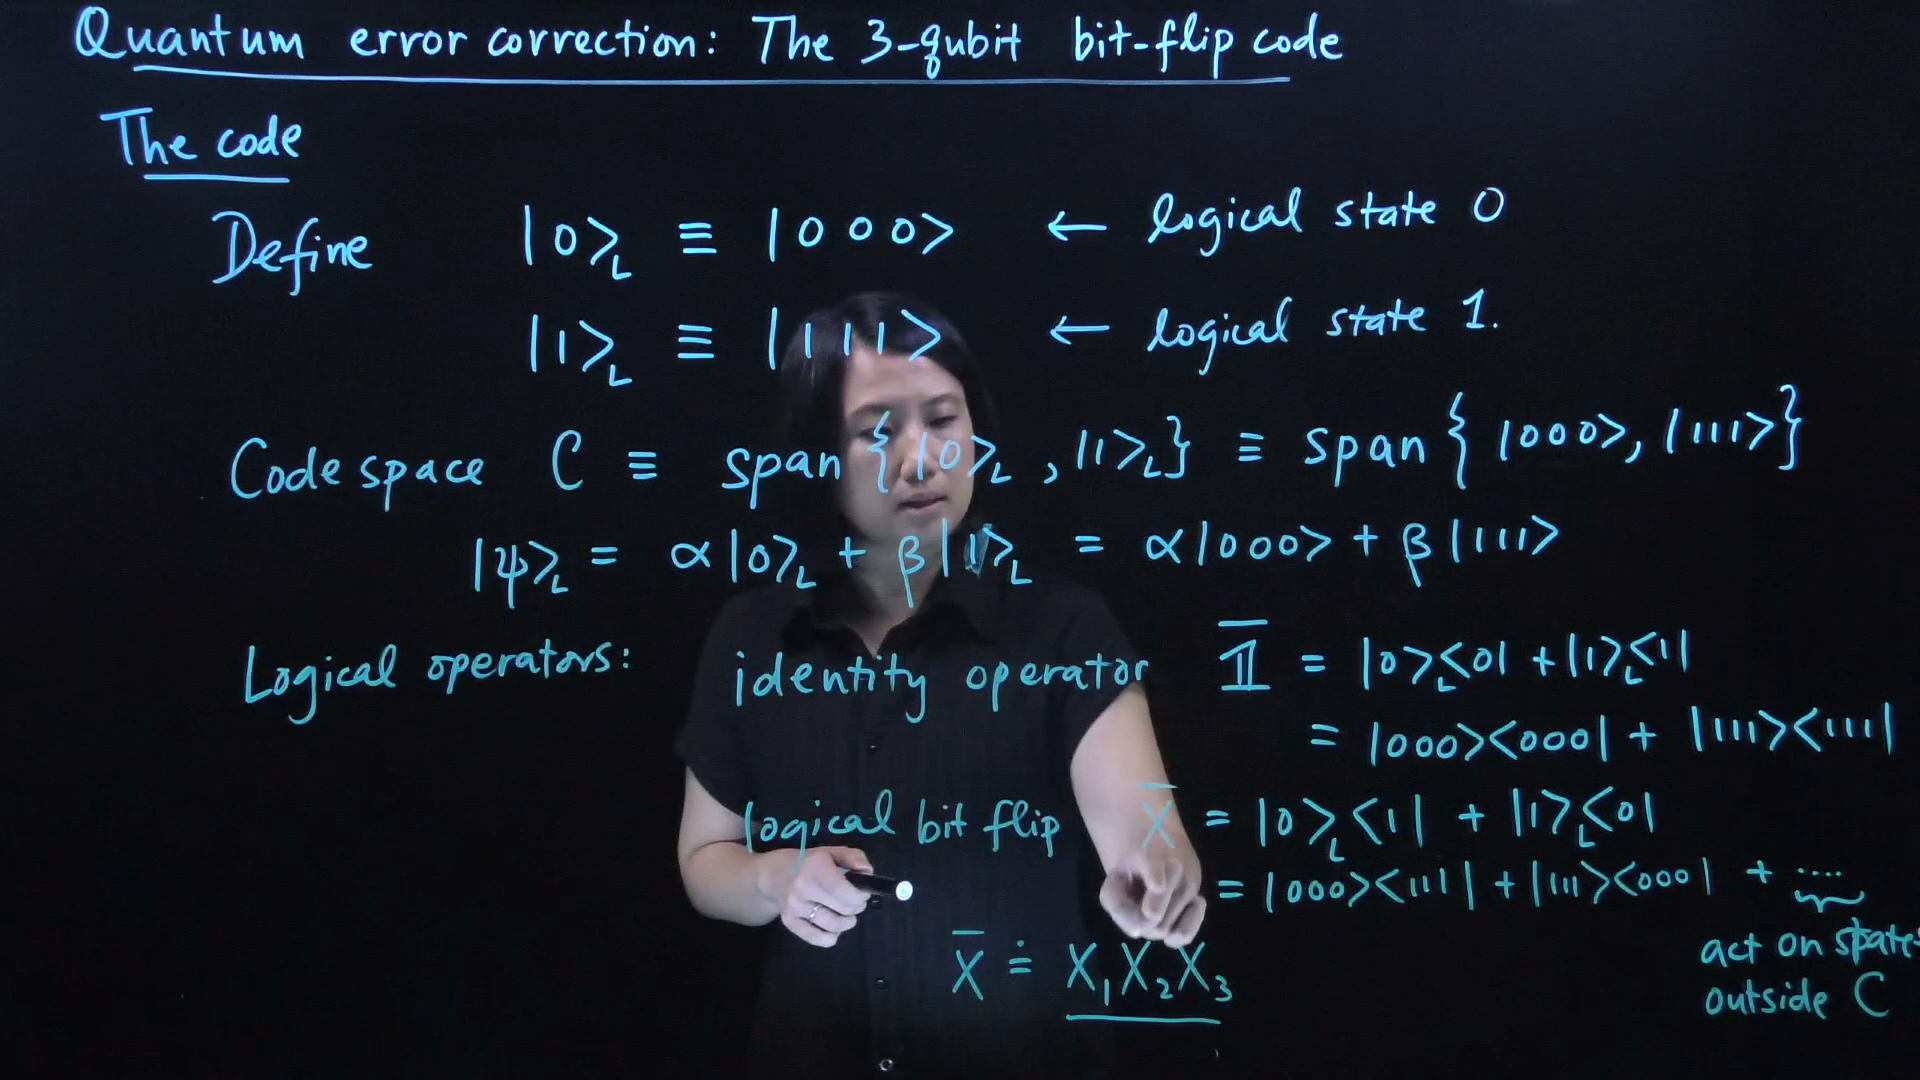 Quantum error correction: The 3-qubit bit-flip code
The code
Define |0⟩_L ≡ |000⟩ ← logical state 0
|1⟩_L ≡ |111⟩ ← logical state 1.
Code space C ≡ span{|0⟩_L, |1⟩_L} ≡ span{|000⟩, |111⟩}
|ψ⟩_L = α|0⟩_L + β|1⟩_L = α|000⟩ + β|111⟩
Logical operators: identity operator 𝟙̅ = |0⟩_L⟨0| + |1⟩_L⟨1|
= |000⟩⟨000| + |111⟩⟨111|
logical bit flip X̅ = |0⟩_L⟨1| + |1⟩_L⟨0|
= |000⟩⟨111| + |111⟩⟨000| + ....
act on state
outside C
X̅ ≐ X₁X₂X₃